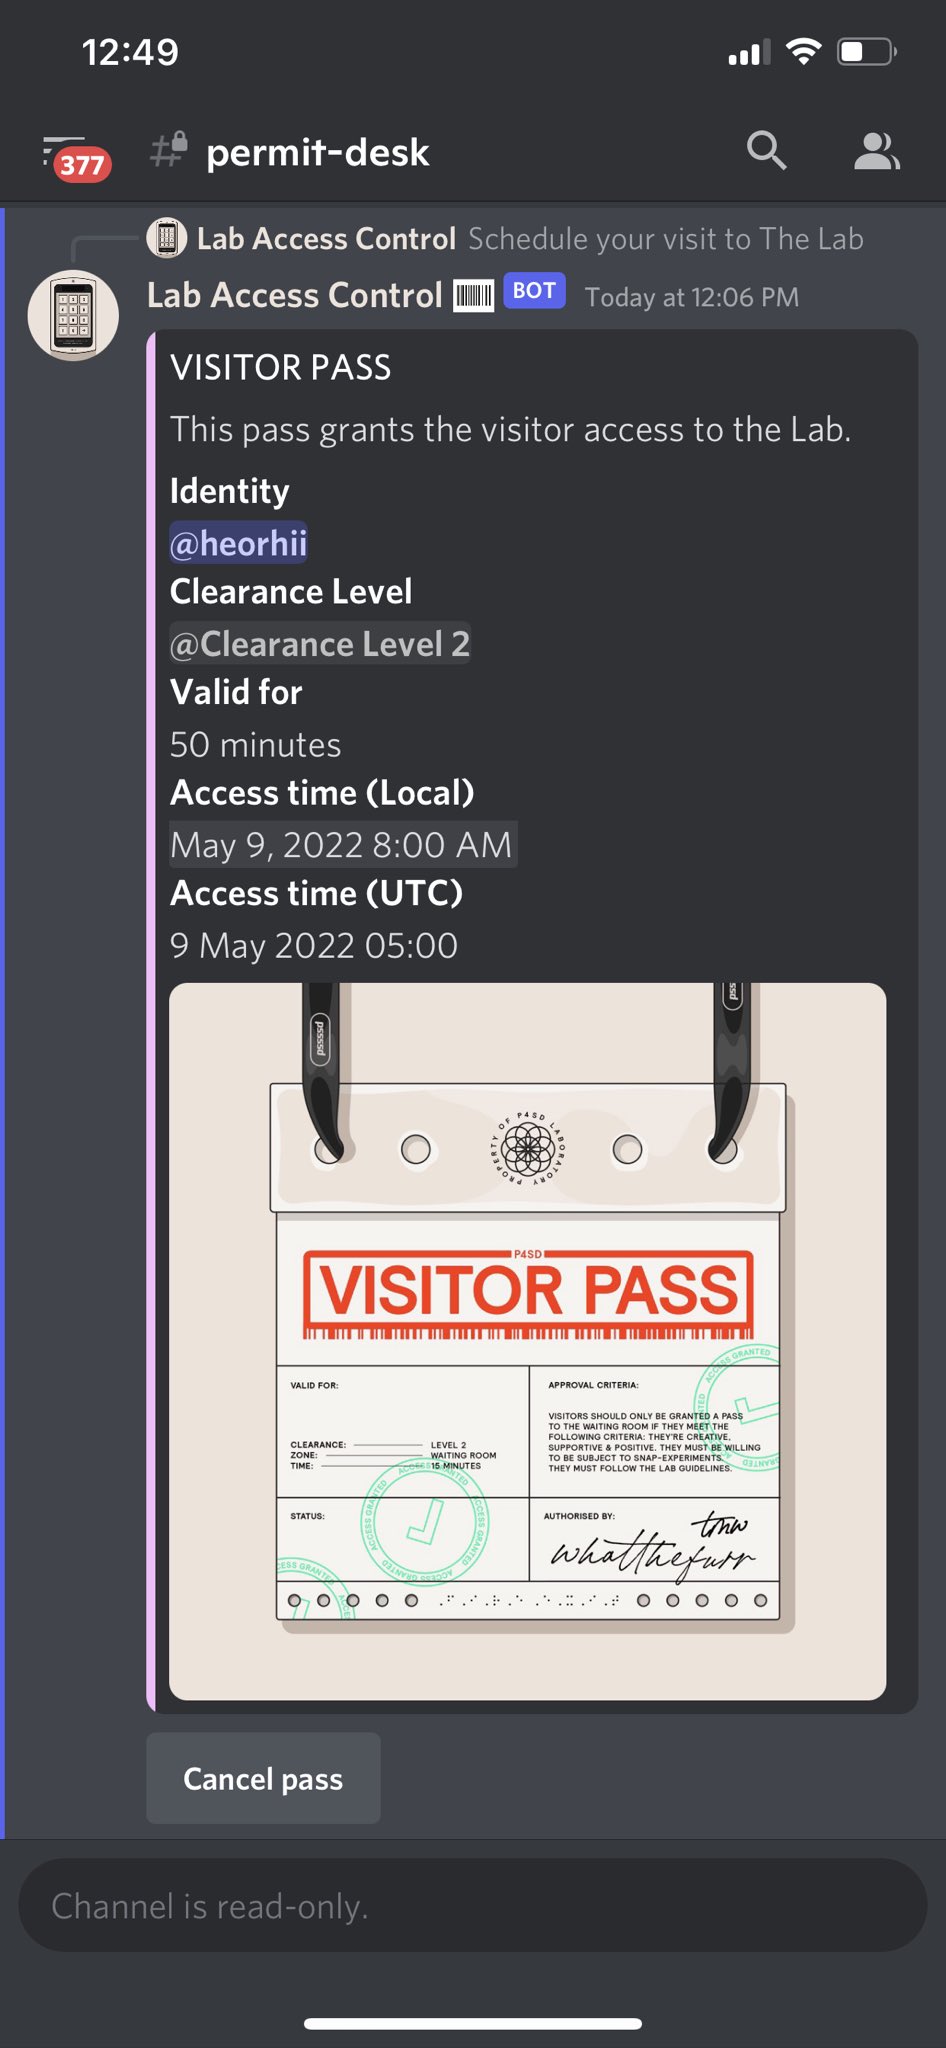 12:49
377
permit-desk
Lab Access Control Schedule your visit to The Lab
Lab Access Control BOT Today at 12:06 PM
VISITOR PASS
This pass grants the visitor access to the Lab.
Identity
@heorhii
Clearance Level
@Clearance Level 2
Valid for
50 minutes
Access time (Local)
May 9, 2022 8:00 AM
Access time (UTC)
9 May 2022 05:00
psssssd
PROPERTY OF P4SD LABORATORY
P4SD
VISITOR PASS
VALID FOR:
CLEARANCE: LEVEL 2
ZONE: WAITING ROOM
TIME: 15 MINUTES
APPROVAL CRITERIA:
VISITORS SHOULD ONLY BE GRANTED A PASS
TO THE WAITING ROOM IF THEY MEET THE
FOLLOWING CRITERIA: THEY'RE CREATIVE,
SUPPORTIVE & POSITIVE. THEY MUST BE WILLING
TO BE SUBJECT TO SNAP-EXPERIMENTS.
THEY MUST FOLLOW THE LAB GUIDELINES.
ACCESS GRANTED
STATUS:
ACCESS GRANTED
AUTHORISED BY:
tmw
whatthefurr
ACCESS GRANTED
Cancel pass
Channel is read-only.